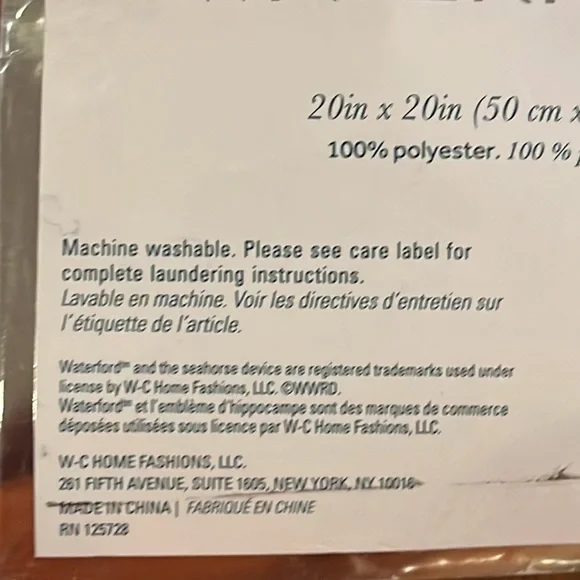 20in x 20in (50 cm x
100% polyester. 100 %
Machine washable. Please see care label for
complete laundering instructions.
Lavable en machine. Voir les directives d'entretien sur
l'étiquette de l'article.
Waterford™ and the seahorse device are registered trademarks used under
license by W-C Home Fashions, LLC. ©WWRD.
Waterford™ et l'emblème d'hippocampe sont des marques de commerce
déposées utilisées sous licence par W-C Home Fashions, LLC.
W-C HOME FASHIONS, LLC.
261 FIFTH AVENUE, SUITE 1605, NEW YORK, NY 10016
MADE IN CHINA | FABRIQUÉ EN CHINE
RN 125728